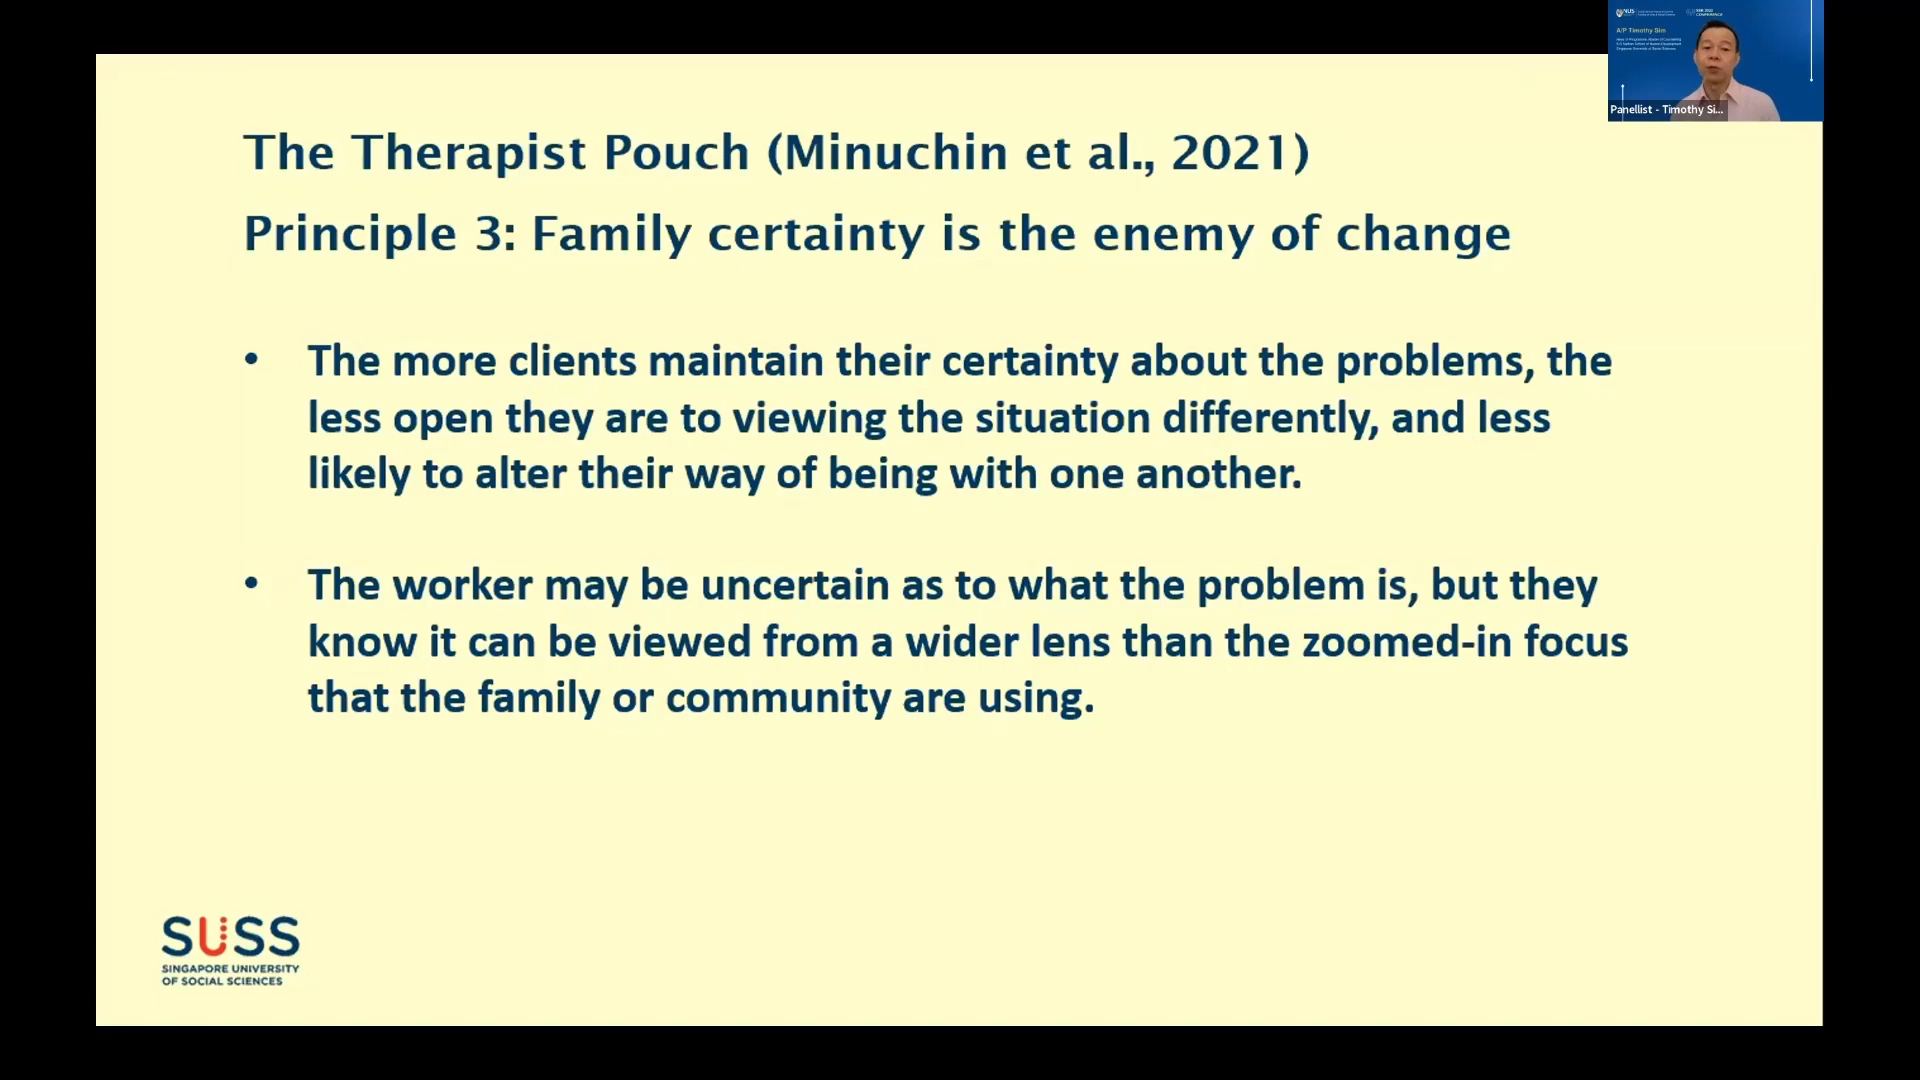 NUS
A/P Timothy Sim
Panellist - Timothy Si...
The Therapist Pouch (Minuchin et al., 2021)
Principle 3: Family certainty is the enemy of change
• The more clients maintain their certainty about the problems, the
less open they are to viewing the situation differently, and less
likely to alter their way of being with one another.
• The worker may be uncertain as to what the problem is, but they
know it can be viewed from a wider lens than the zoomed-in focus
that the family or community are using.
SUSS
SINGAPORE UNIVERSITY
OF SOCIAL SCIENCES